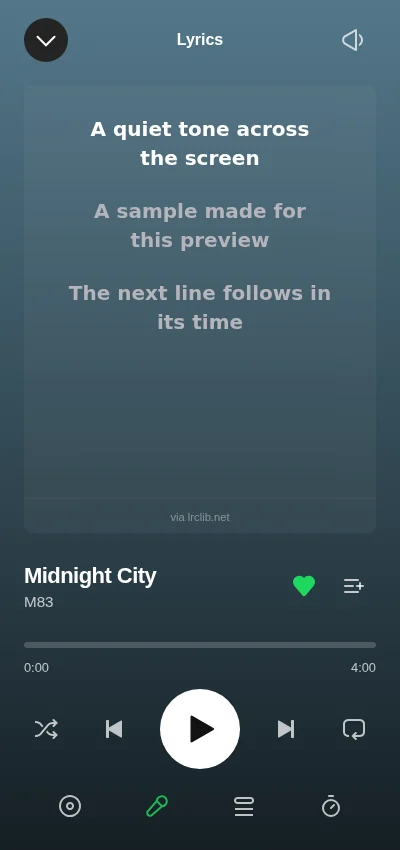 Lyrics
A quiet tone across
the screen
A sample made for
this preview
The next line follows in
its time
via lrclib.net
Midnight City
M83
0:00
4:00